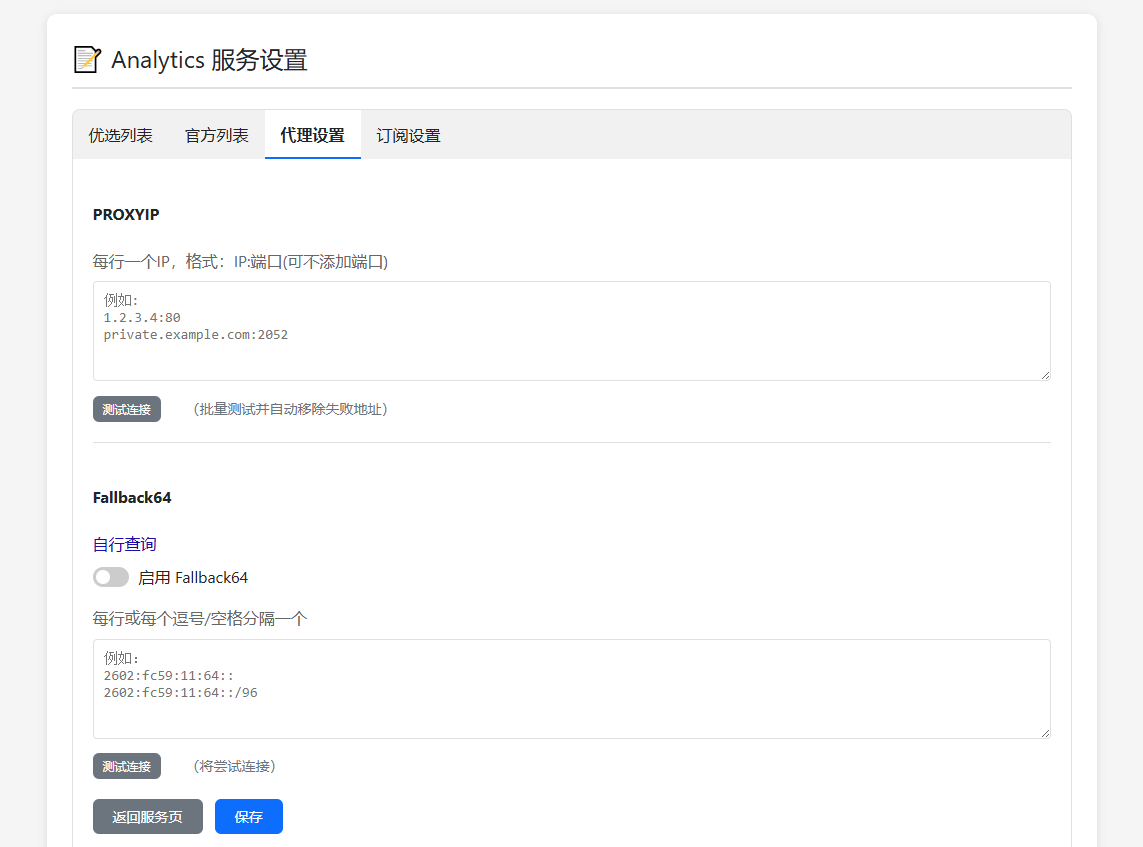 Analytics 服务设置
优选列表 官方列表 代理设置 订阅设置
PROXYIP
每行一个IP，格式：IP:端口(可不添加端口)
例如:
1.2.3.4:80
private.example.com:2052
测试连接 （批量测试并自动移除失败地址）
Fallback64
自行查询
启用 Fallback64
每行或每个逗号/空格分隔一个
例如:
2602:fc59:11:64::
2602:fc59:11:64::/96
测试连接 （将尝试连接）
返回服务页 保存